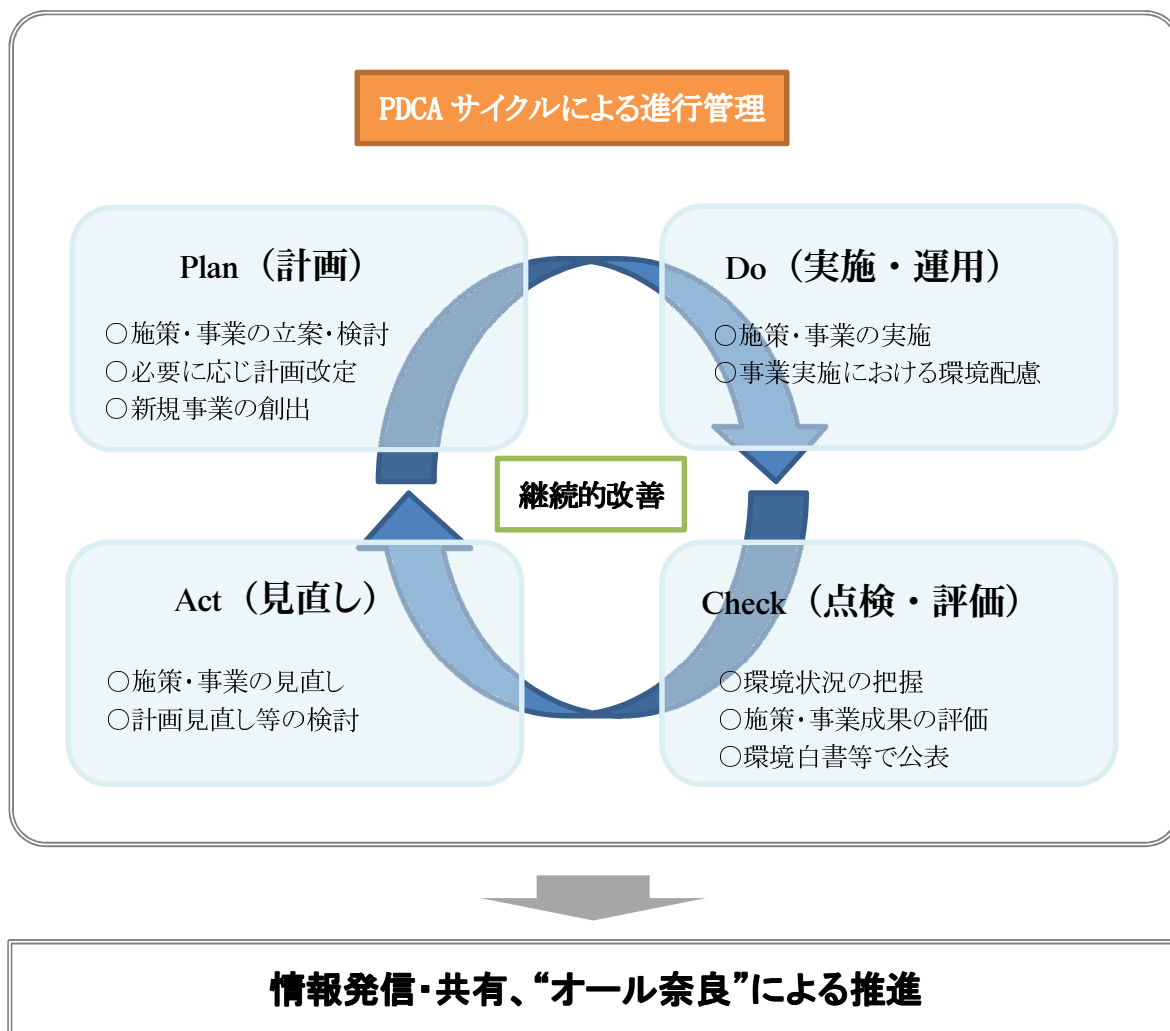 PDCA サイクルによる進行管理
Plan（計画）
○施策・事業の立案・検討
○必要に応じ計画改定
○新規事業の創出
Do（実施・運用）
○施策・事業の実施
○事業実施における環境配慮
継続的改善
Act（見直し）
○施策・事業の見直し
○計画見直し等の検討
Check（点検・評価）
○環境状況の把握
○施策・事業成果の評価
○環境白書等で公表
情報発信・共有、“オール奈良”による推進